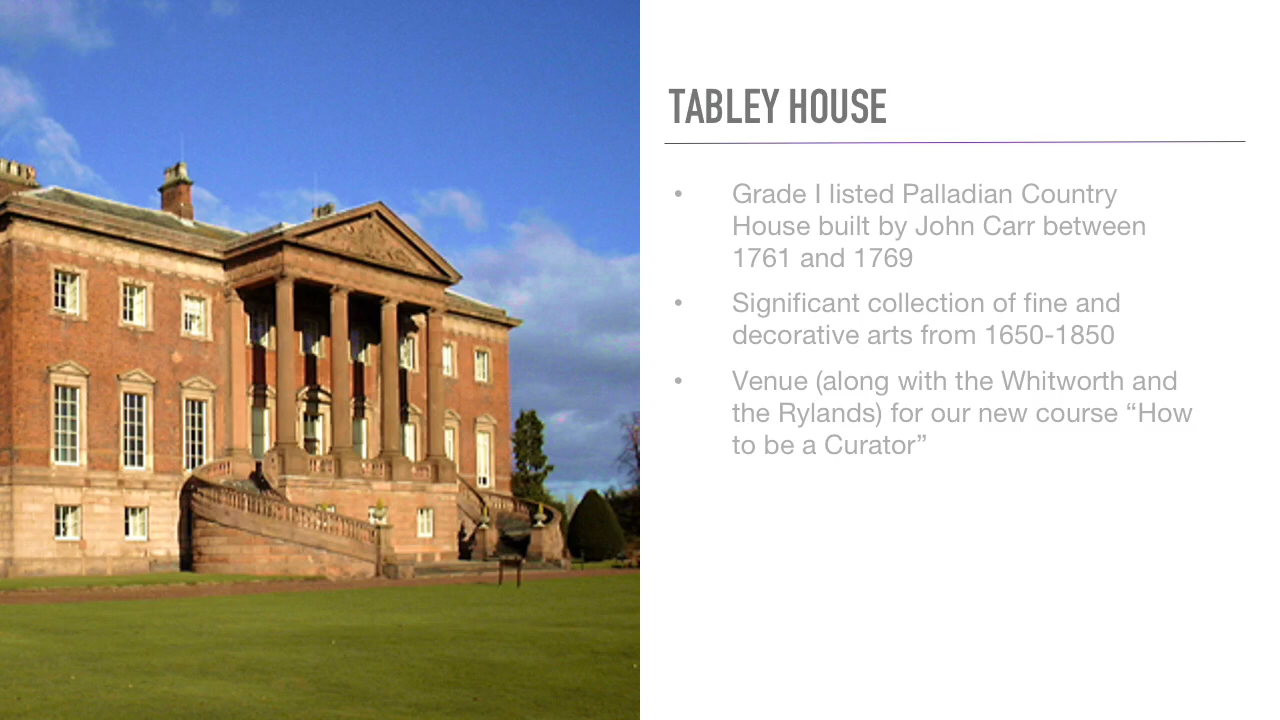 TABLEY HOUSE
• Grade I listed Palladian Country
House built by John Carr between
1761 and 1769
• Significant collection of fine and
decorative arts from 1650-1850
• Venue (along with the Whitworth and
the Rylands) for our new course “How
to be a Curator”